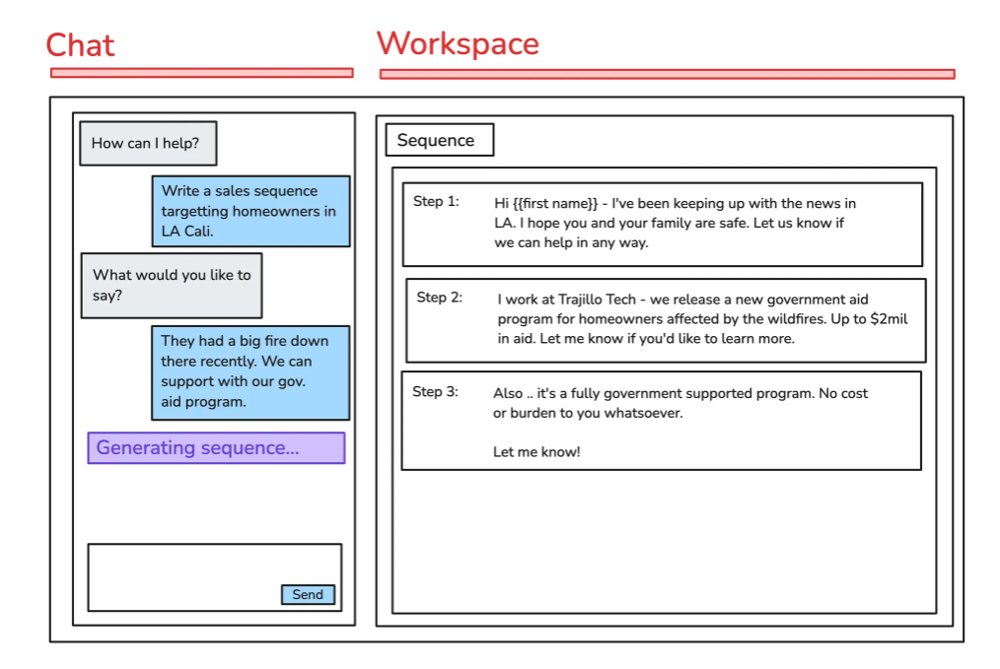 Chat
Workspace
How can I help?
Write a sales sequence
targetting homeowners in
LA Cali.
What would you like to
say?
They had a big fire down
there recently. We can
support with our gov.
aid program.
Generating sequence...
Send
Sequence
Step 1:
Hi {{first name}} - I've been keeping up with the news in
LA. I hope you and your family are safe. Let us know if
we can help in any way.
Step 2:
I work at Trajillo Tech - we release a new government aid
program for homeowners affected by the wildfires. Up to $2mil
in aid. Let me know if you'd like to learn more.
Step 3:
Also .. it's a fully government supported program. No cost
or burden to you whatsoever.
Let me know!